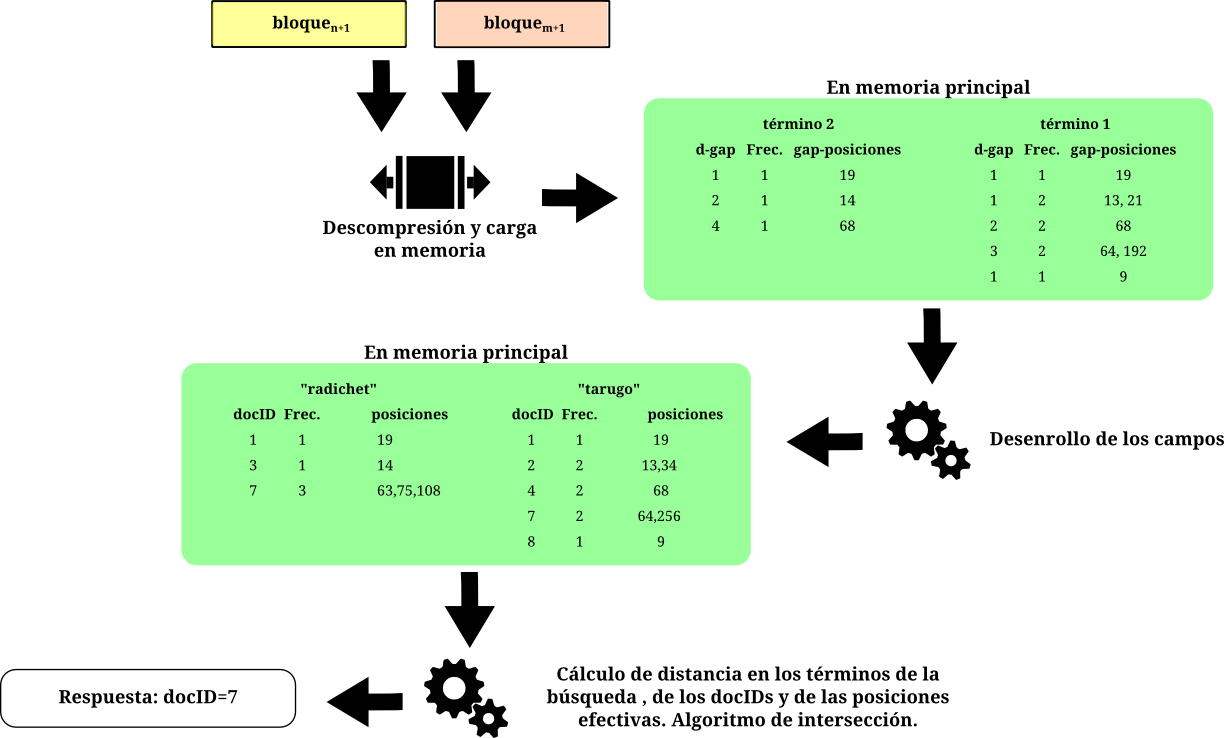 bloquen+1 bloquem+1
En memoria principal
término 2 término 1
d-gap Frec. gap-posiciones d-gap Frec. gap-posiciones
1 1 19 1 1 19
2 1 14 1 2 13, 21
4 1 68 2 2 68
3 2 64, 192
1 1 9
Descompresión y carga
en memoria
Desenrollo de los campos
En memoria principal
"radichet" "tarugo"
docID Frec. posiciones docID Frec. posiciones
1 1 19 1 1 19
3 1 14 2 2 13,34
7 3 63,75,108 4 2 68
7 2 64,256
8 1 9
Cálculo de distancia en los términos de la
búsqueda , de los docIDs y de las posiciones
efectivas. Algoritmo de intersección.
Respuesta: docID=7